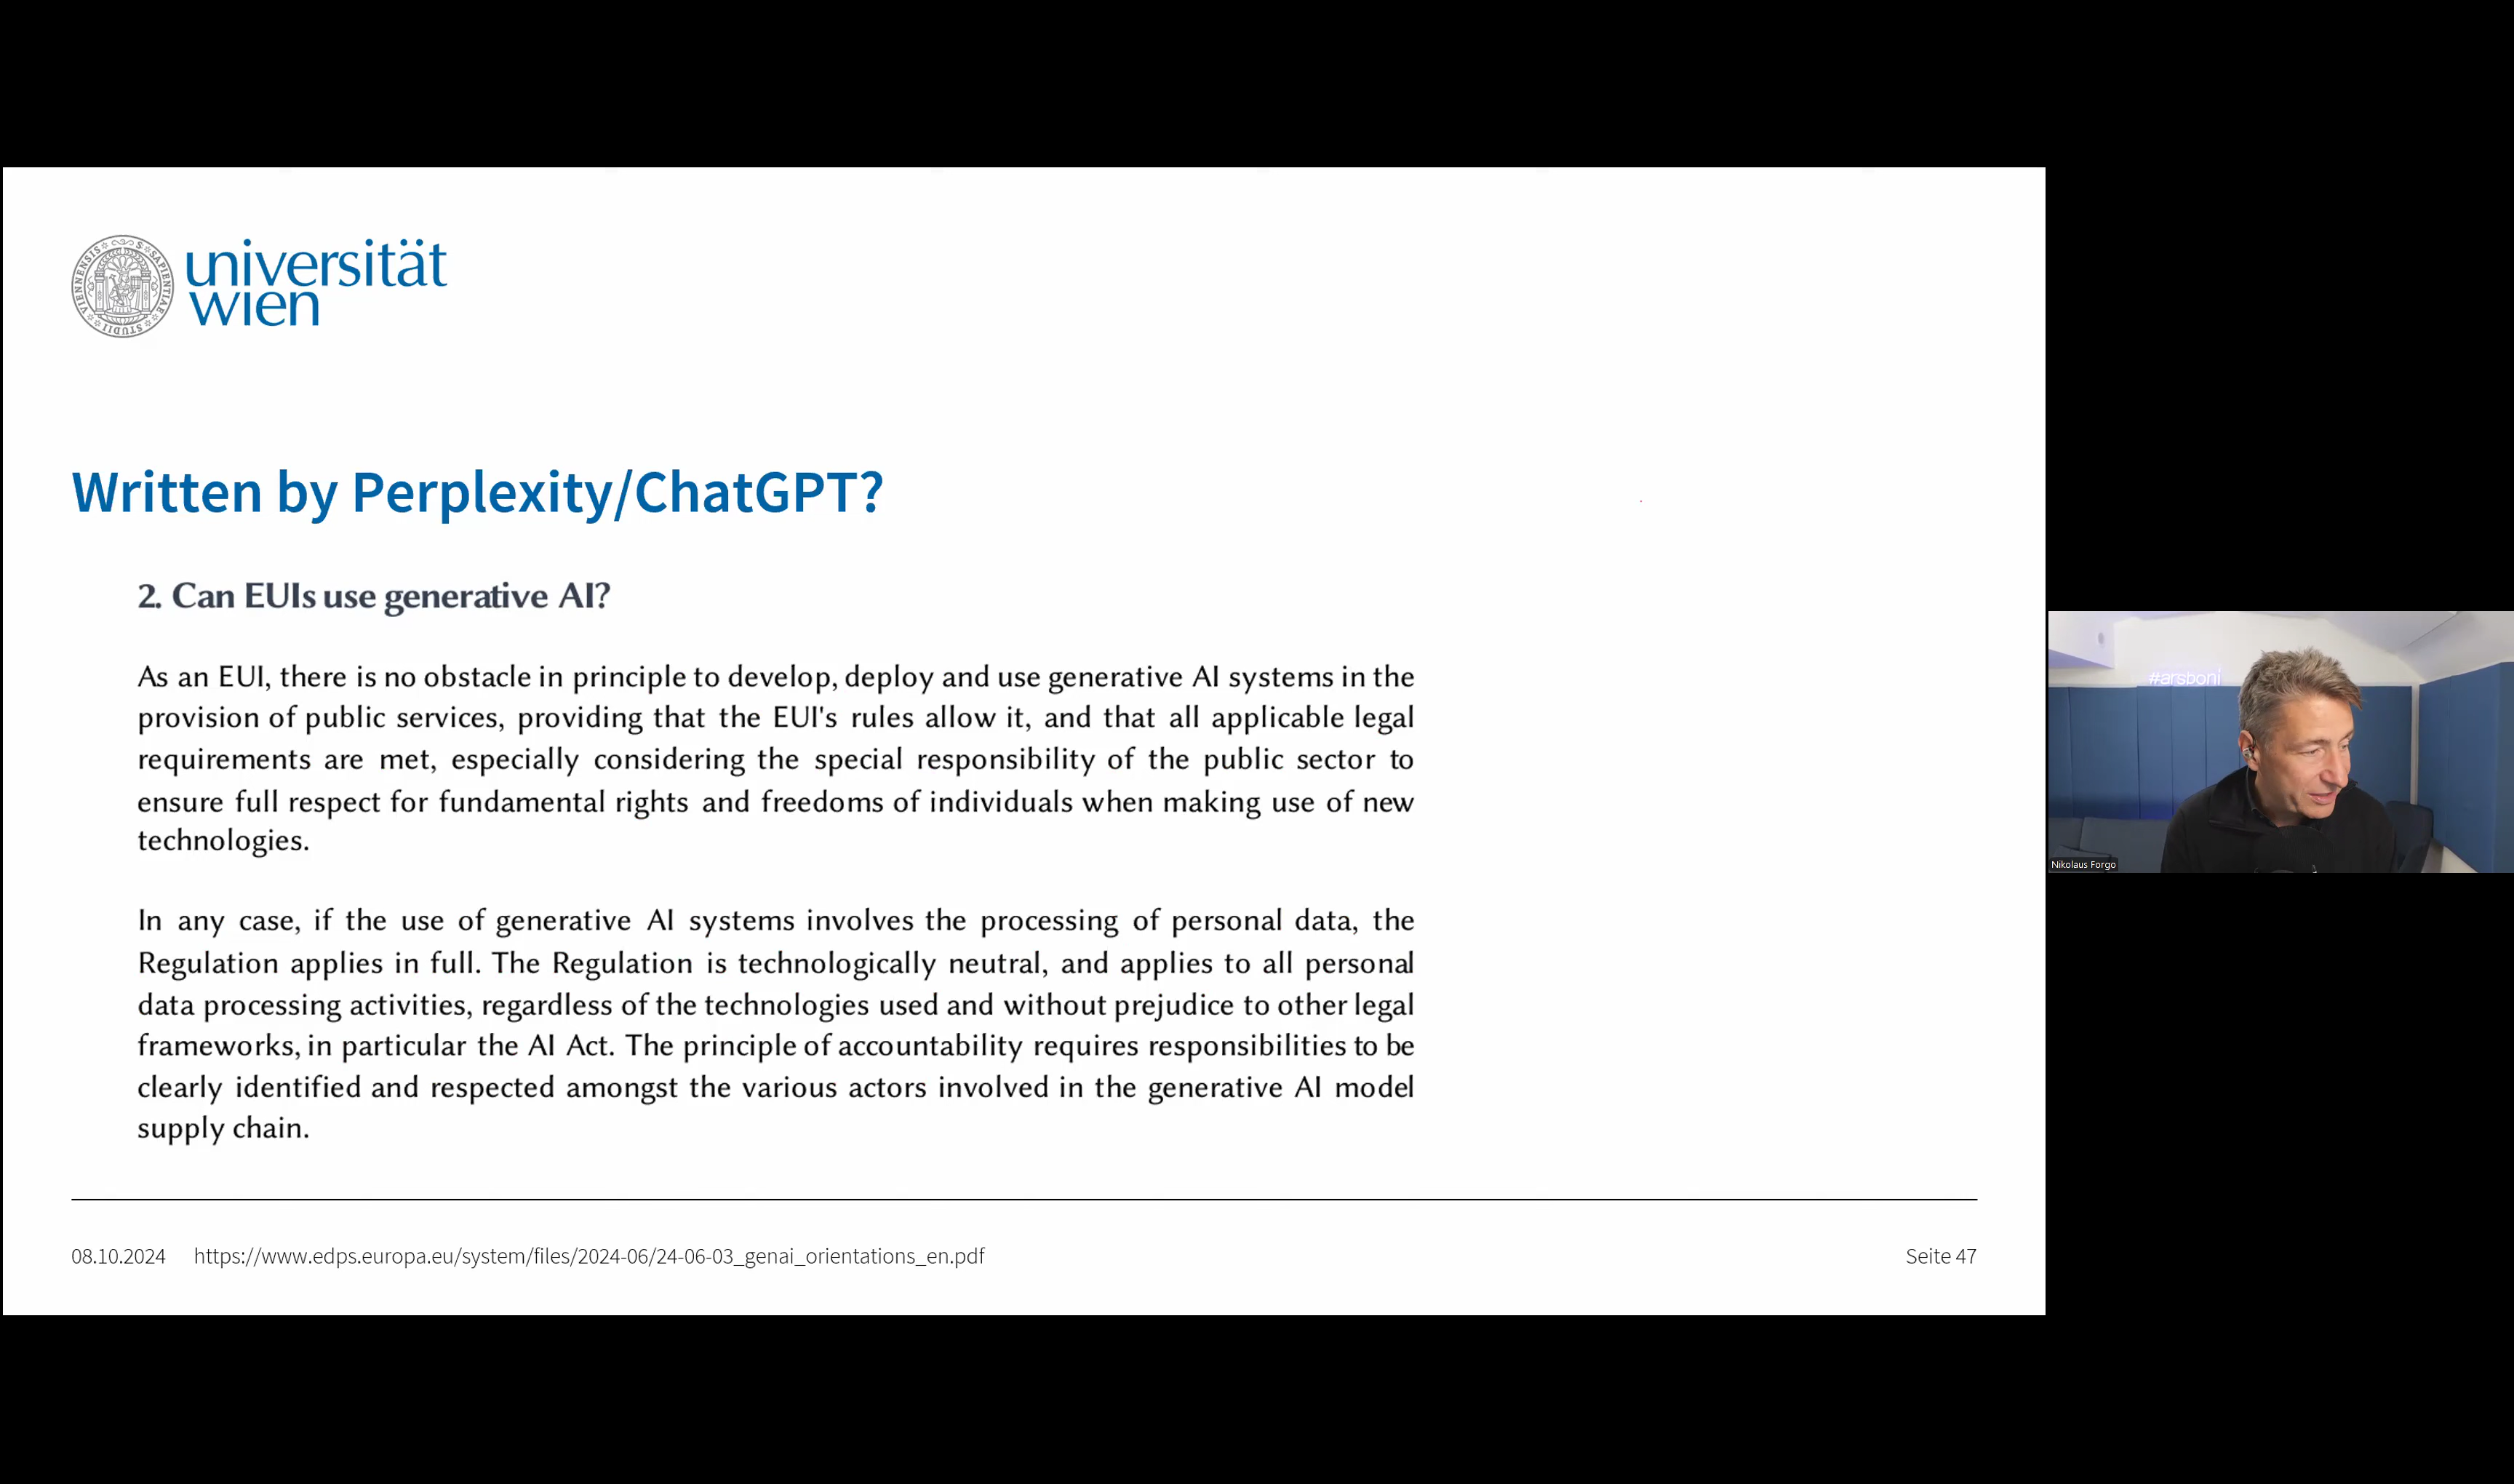 universität
wien
Written by Perplexity/ChatGPT?
2. Can EUIs use generative AI?
As an EUI, there is no obstacle in principle to develop, deploy and use generative AI systems in the
provision of public services, providing that the EUI's rules allow it, and that all applicable legal
requirements are met, especially considering the special responsibility of the public sector to
ensure full respect for fundamental rights and freedoms of individuals when making use of new
technologies.
In any case, if the use of generative AI systems involves the processing of personal data, the
Regulation applies in full. The Regulation is technologically neutral, and applies to all personal
data processing activities, regardless of the technologies used and without prejudice to other legal
frameworks, in particular the AI Act. The principle of accountability requires responsibilities to be
clearly identified and respected amongst the various actors involved in the generative AI model
supply chain.
08.10.2024 https://www.edps.europa.eu/system/files/2024-06/24-06-03_genai_orientations_en.pdf Seite 47
#arsboni
Nikolaus Forgo